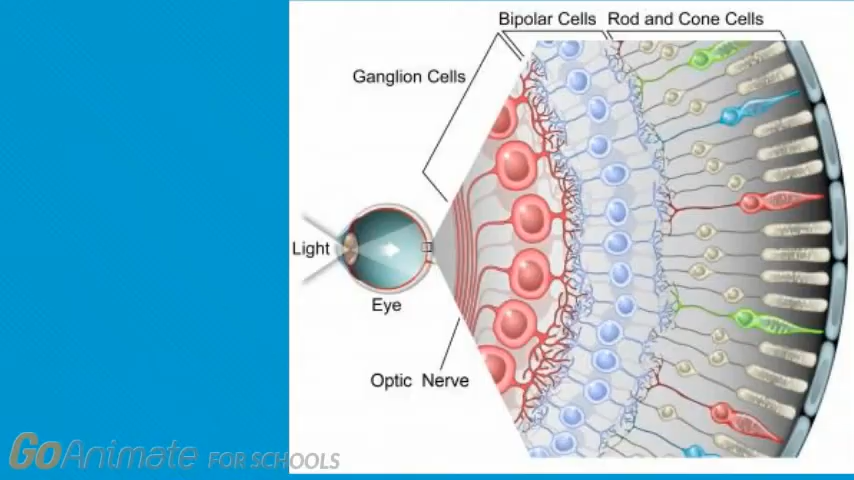 Bipolar Cells Rod and Cone Cells
Ganglion Cells
Light
Eye
Optic Nerve
GoAnimate FOR SCHOOLS